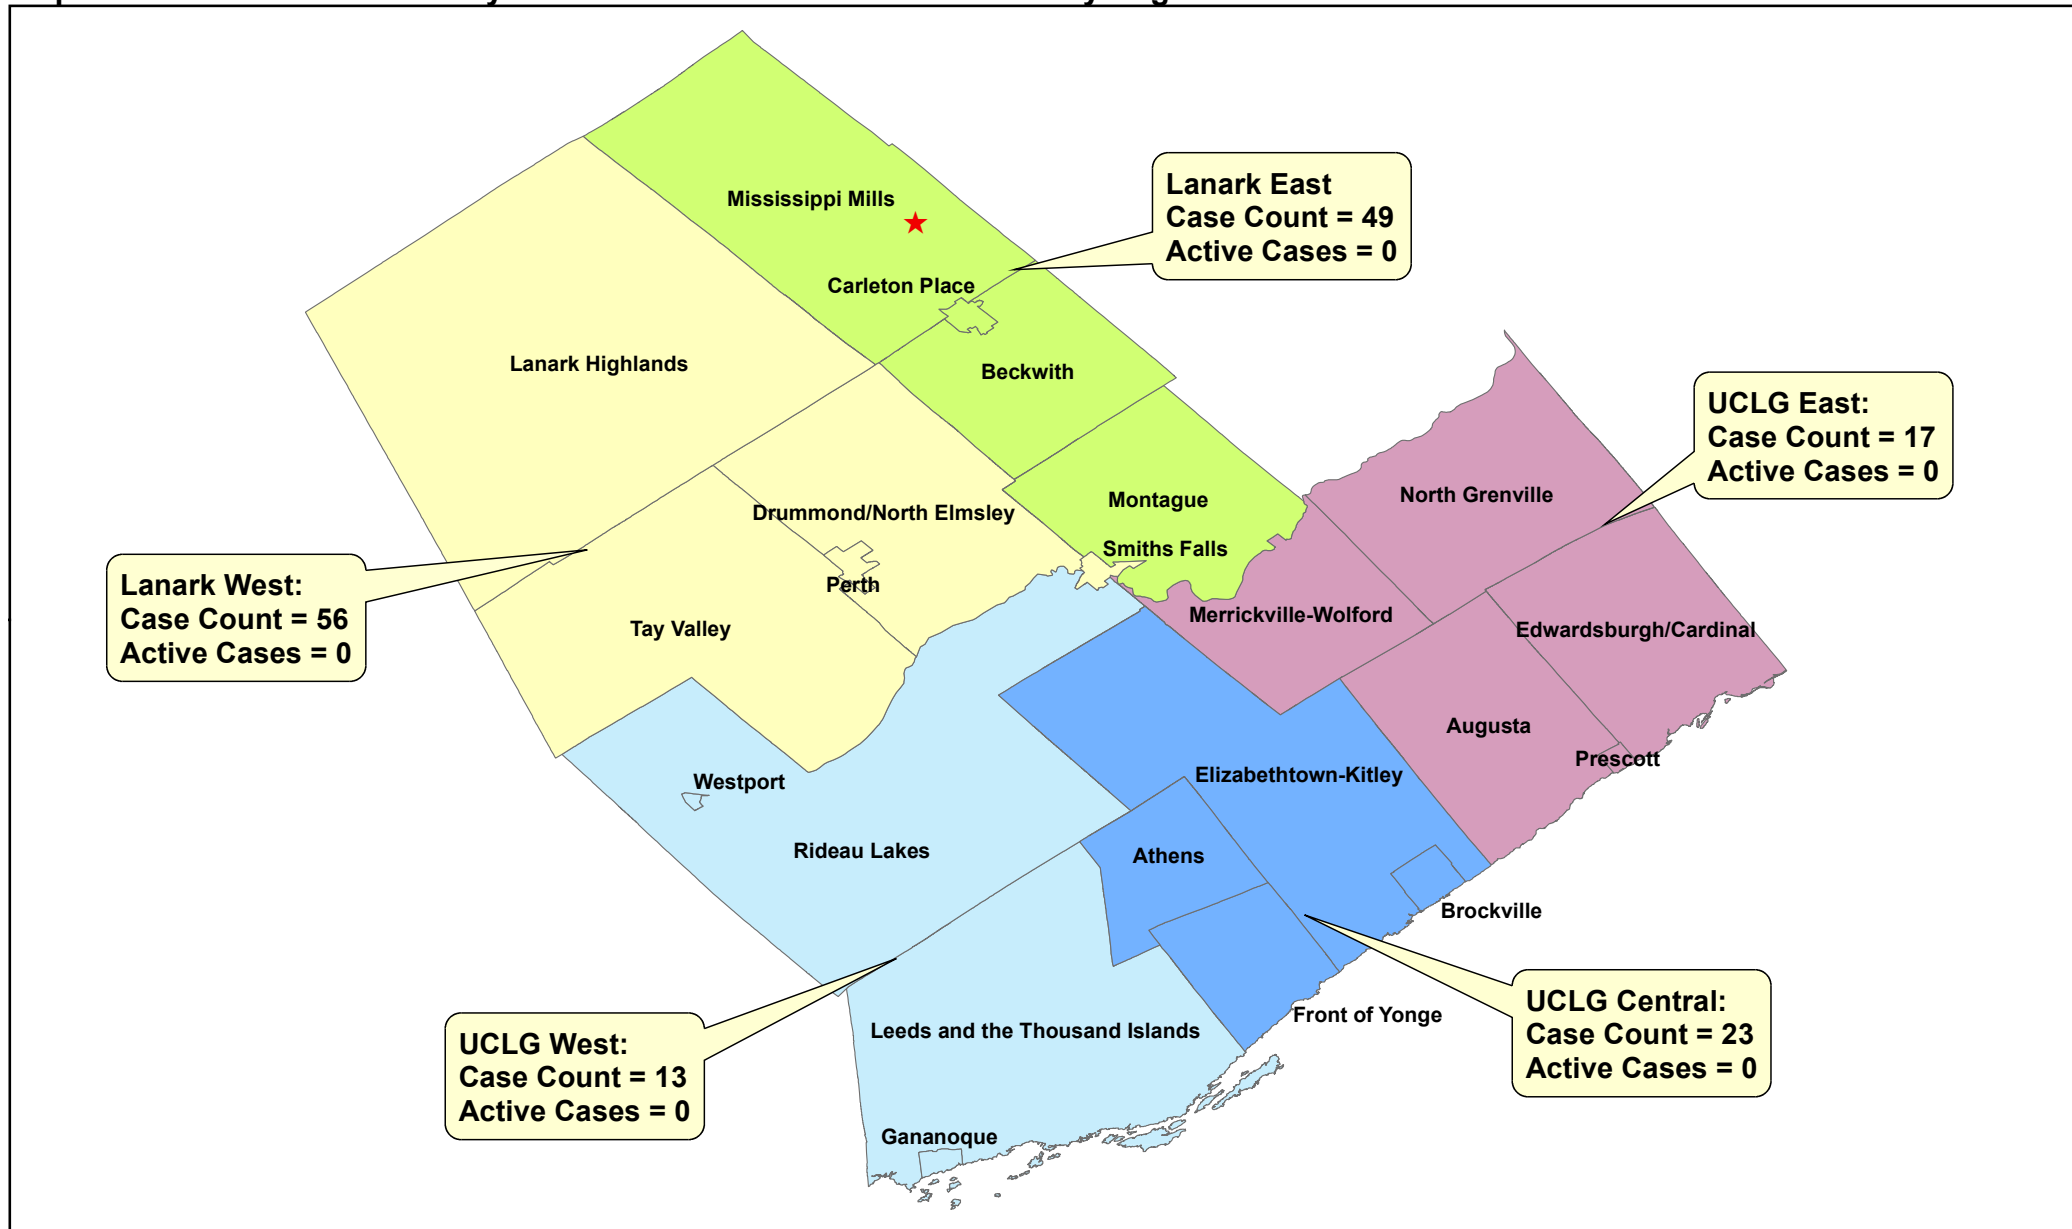 Mississippi Mills
Lanark East
Case Count = 49
Active Cases = 0
Carleton Place
Lanark Highlands
Beckwith
UCLG East:
Case Count = 17
Active Cases = 0
North Grenville
Montague
Drummond/North Elmsley
Smiths Falls
Lanark West:
Case Count = 56
Active Cases = 0
Perth
Tay Valley
Merrickville-Wolford
Edwardsburgh/Cardinal
Augusta
Prescott
Westport
Elizabethtown-Kitley
Rideau Lakes
Athens
Brockville
UCLG Central:
Case Count = 23
Active Cases = 0
Front of Yonge
Leeds and the Thousand Islands
UCLG West:
Case Count = 13
Active Cases = 0
Gananoque